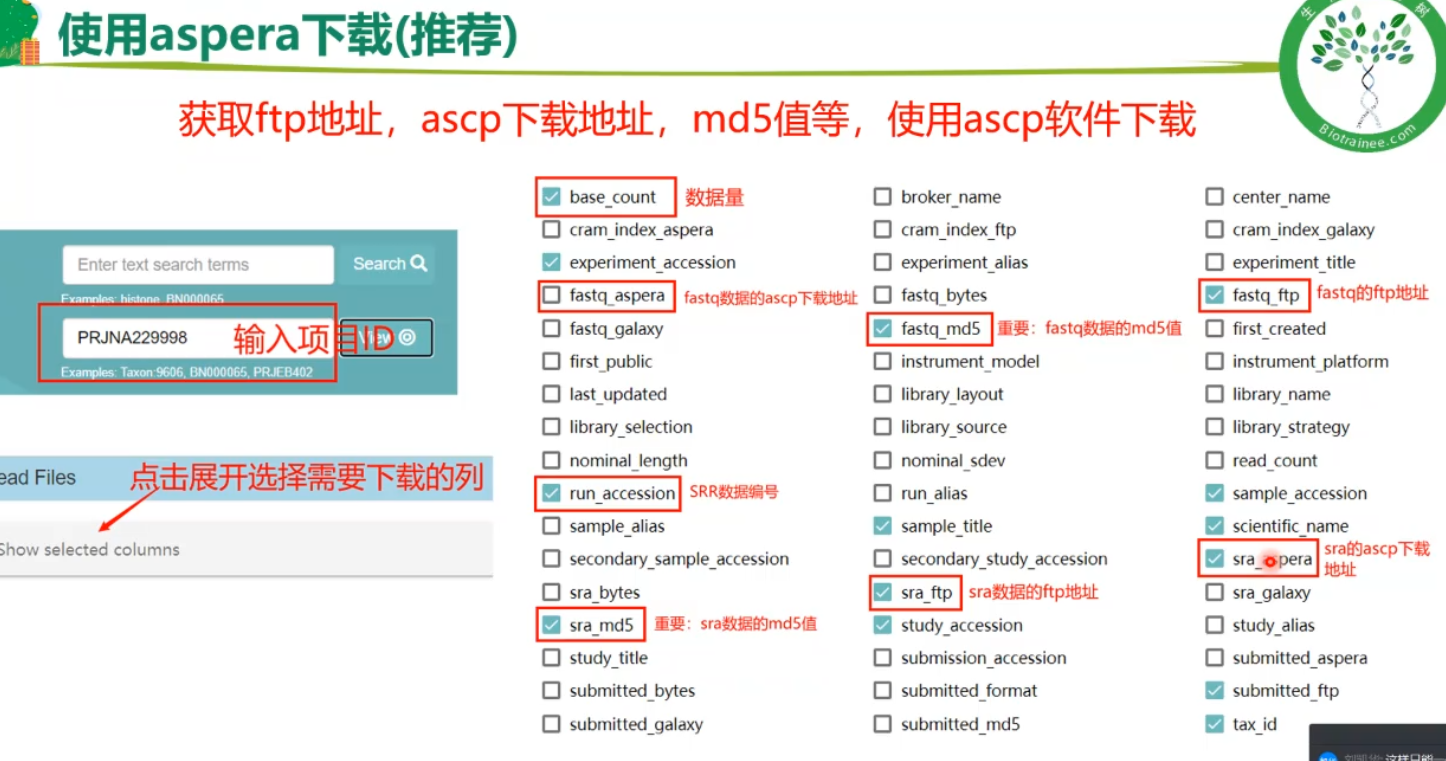 使用aspera下载(推荐)
生
树
Biotrainee.com
获取ftp地址，ascp下载地址，md5值等，使用ascp软件下载
Enter text search terms
Search
Examples: histone, BN000065
PRJNA229998
输入项目ID
View
Examples: Taxon:9606, BN000065, PRJEB402
ead Files
点击展开选择需要下载的列
Show selected columns
base_count 数据量 broker_name center_name
cram_index_aspera cram_index_ftp cram_index_galaxy
experiment_accession experiment_alias experiment_title
fastq_aspera fastq数据的ascp下载地址 fastq_bytes fastq_ftp fastq的ftp地址
fastq_galaxy fastq_md5 重要：fastq数据的md5值 first_created
first_public instrument_model instrument_platform
last_updated library_layout library_name
library_selection library_source library_strategy
nominal_length nominal_sdev read_count
run_accession SRR数据编号 run_alias sample_accession
sample_alias sample_title scientific_name
secondary_sample_accession secondary_study_accession sra_aspera sra的ascp下载
地址
sra_bytes sra_ftp sra数据的ftp地址 sra_galaxy
sra_md5 重要：sra数据的md5值 study_accession study_alias
study_title submission_accession submitted_aspera
submitted_bytes submitted_format submitted_ftp
submitted_galaxy submitted_md5 tax_id